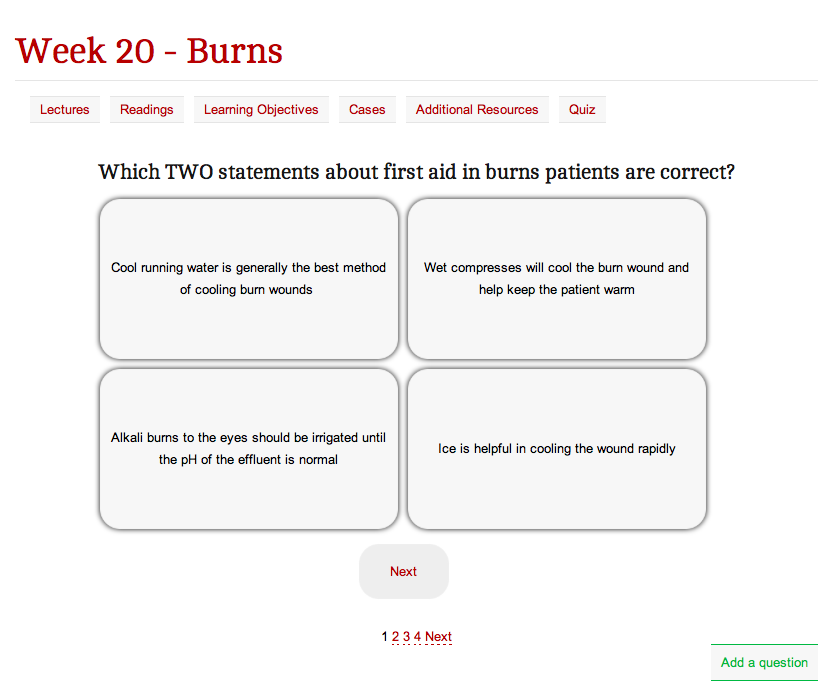 Week 20 - Burns
Lectures Readings Learning Objectives Cases Additional Resources Quiz
Which TWO statements about first aid in burns patients are correct?
Cool running water is generally the best method
of cooling burn wounds
Wet compresses will cool the burn wound and
help keep the patient warm
Alkali burns to the eyes should be irrigated until
the pH of the effluent is normal
Ice is helpful in cooling the wound rapidly
Next
1 2 3 4 Next
Add a question